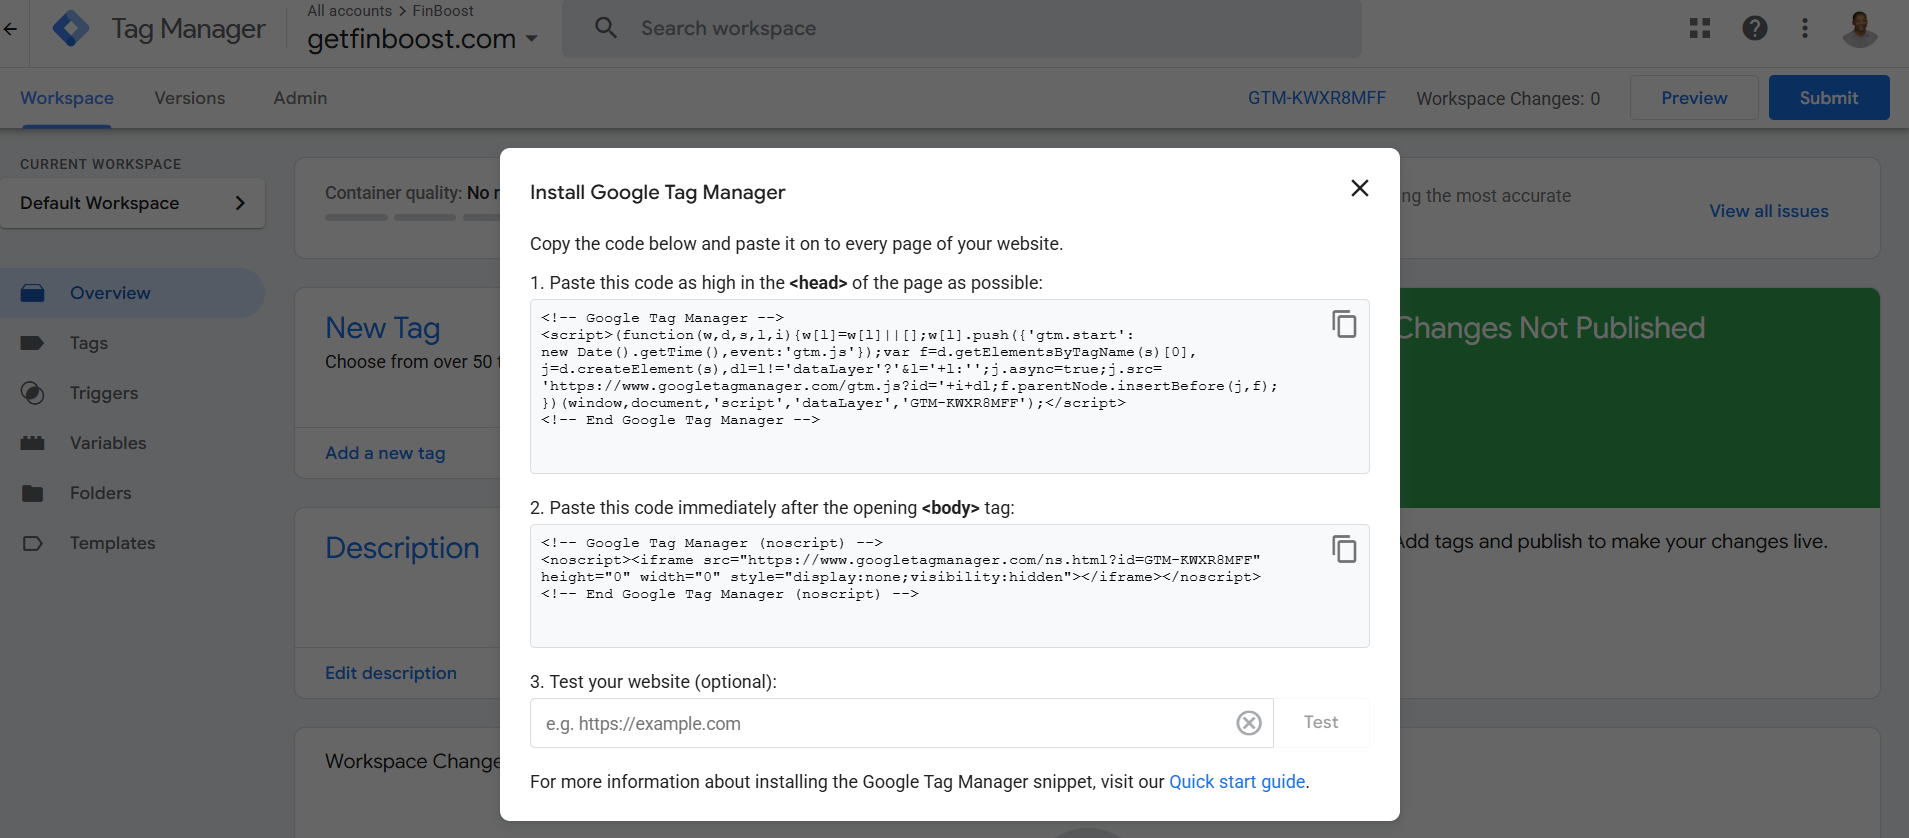 All accounts > FinBoost
Tag Manager
getfinboost.com
Search workspace
Workspace
Versions
Admin
GTM-KWXR8MFF
Workspace Changes: 0
Preview
Submit
CURRENT WORKSPACE
Default Workspace
Overview
Tags
Triggers
Variables
Folders
Templates
Container quality: No
ng the most accurate
View all issues
New Tag
Choose from over 50
Add a new tag
Description
Edit description
Workspace Change
Changes Not Published
Add tags and publish to make your changes live.
Install Google Tag Manager
Copy the code below and paste it on to every page of your website.
1. Paste this code as high in the <head> of the page as possible:
<!-- Google Tag Manager -->
<script>(function(w,d,s,l,i){w[l]=w[l]||[];w[l].push({'gtm.start':
new Date().getTime(),event:'gtm.js'});var f=d.getElementsByTagName(s)[0],
j=d.createElement(s),dl=l!='dataLayer'?'&l='+l:'';j.async=true;j.src=
'https://www.googletagmanager.com/gtm.js?id='+i+dl;f.parentNode.insertBefore(j,f);
})(window,document,'script','dataLayer','GTM-KWXR8MFF');</script>
<!-- End Google Tag Manager -->
2. Paste this code immediately after the opening <body> tag:
<!-- Google Tag Manager (noscript) -->
<noscript><iframe src="https://www.googletagmanager.com/ns.html?id=GTM-KWXR8MFF"
height="0" width="0" style="display:none;visibility:hidden"></iframe></noscript>
<!-- End Google Tag Manager (noscript) -->
3. Test your website (optional):
e.g. https://example.com
Test
For more information about installing the Google Tag Manager snippet, visit our Quick start guide.